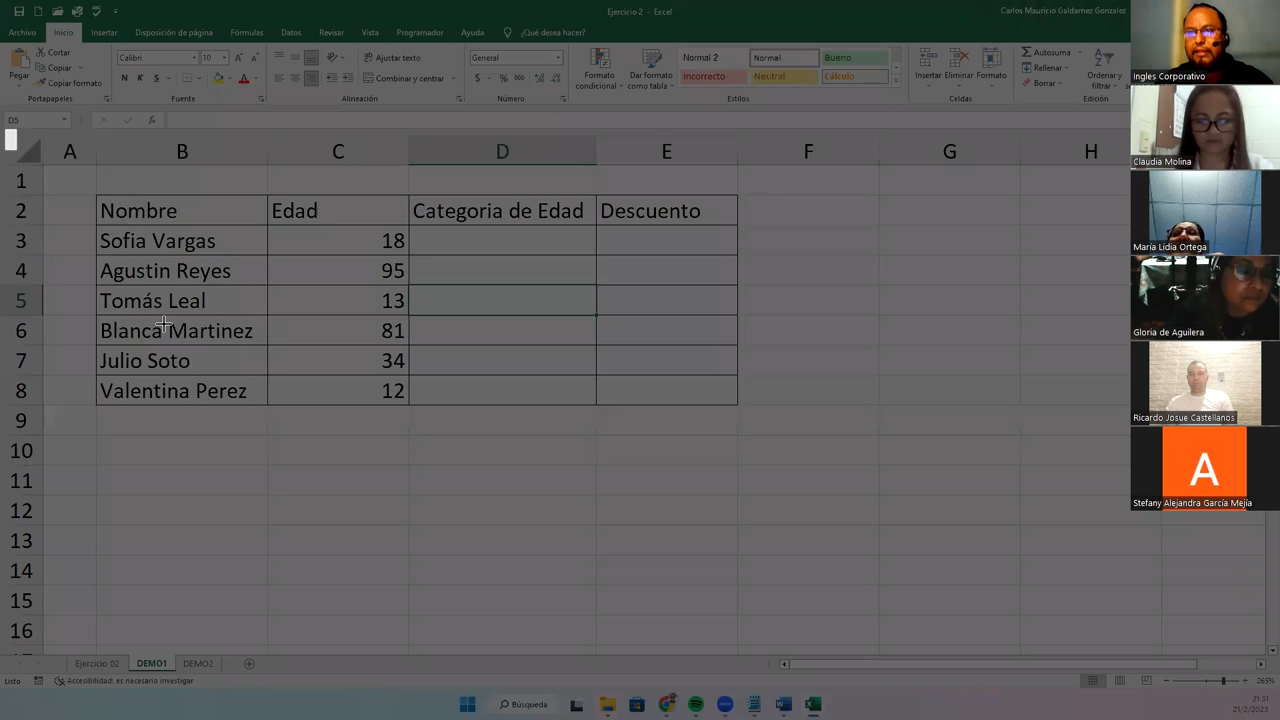 Ejercicio 2 - Excel
Carlos Mauricio Galdamez Gonzalez
Archivo Inicio Insertar Disposición de página Fórmulas Datos Revisar Vista Programador Ayuda ¿Qué desea hacer?
Pegar
Cortar
Copiar
Copiar formato
Portapapeles
Calibri 10
N K S
Fuente
Ajustar texto
Combinar y centrar
Alineación
General
Número
Formato condicional
Dar formato como tabla
Normal 2 Normal Bueno
Incorrecto Neutral Cálculo
Estilos
Insertar Eliminar Formato
Celdas
Autosuma
Rellenar
Borrar
Ordenar y filtrar
Edición
D5
A B C D E F G H
1
2 Nombre Edad Categoria de Edad Descuento
3 Sofia Vargas 18
4 Agustin Reyes 95
5 Tomás Leal 13
6 Blanca Martinez 81
7 Julio Soto 34
8 Valentina Perez 12
9
10
11
12
13
14
15
16
Ejercicio 02 DEMO1 DEMO2
Listo Accesibilidad: es necesario investigar 265%
Búsqueda
21:31
21/2/2023
Ingles Corporativo
Claudia Molina
María Lidia Ortega
Gloria de Aguilera
Ricardo Josue Castellanos
A
Stefany Alejandra García Mejía